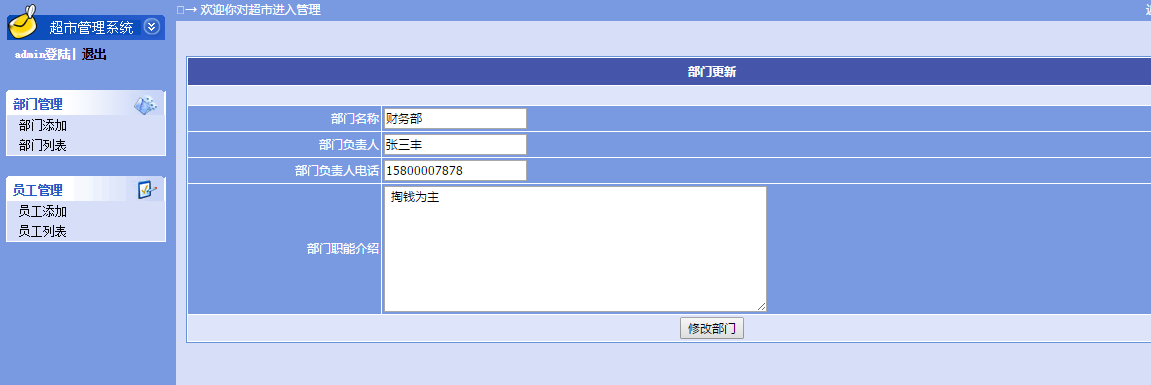 超市管理系统
admin登陆| 退出
部门管理
部门添加
部门列表
员工管理
员工添加
员工列表
□→ 欢迎你对超市进入管理
部门更新
部门名称 财务部
部门负责人 张三丰
部门负责人电话 15800007878
部门职能介绍 掏钱为主
修改部门